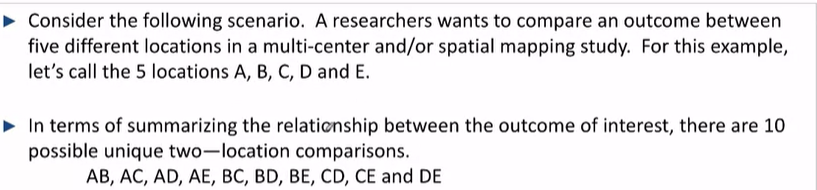 ► Consider the following scenario. A researchers wants to compare an outcome between
five different locations in a multi-center and/or spatial mapping study. For this example,
let's call the 5 locations A, B, C, D and E.
► In terms of summarizing the relationship between the outcome of interest, there are 10
possible unique two—location comparisons.
AB, AC, AD, AE, BC, BD, BE, CD, CE and DE